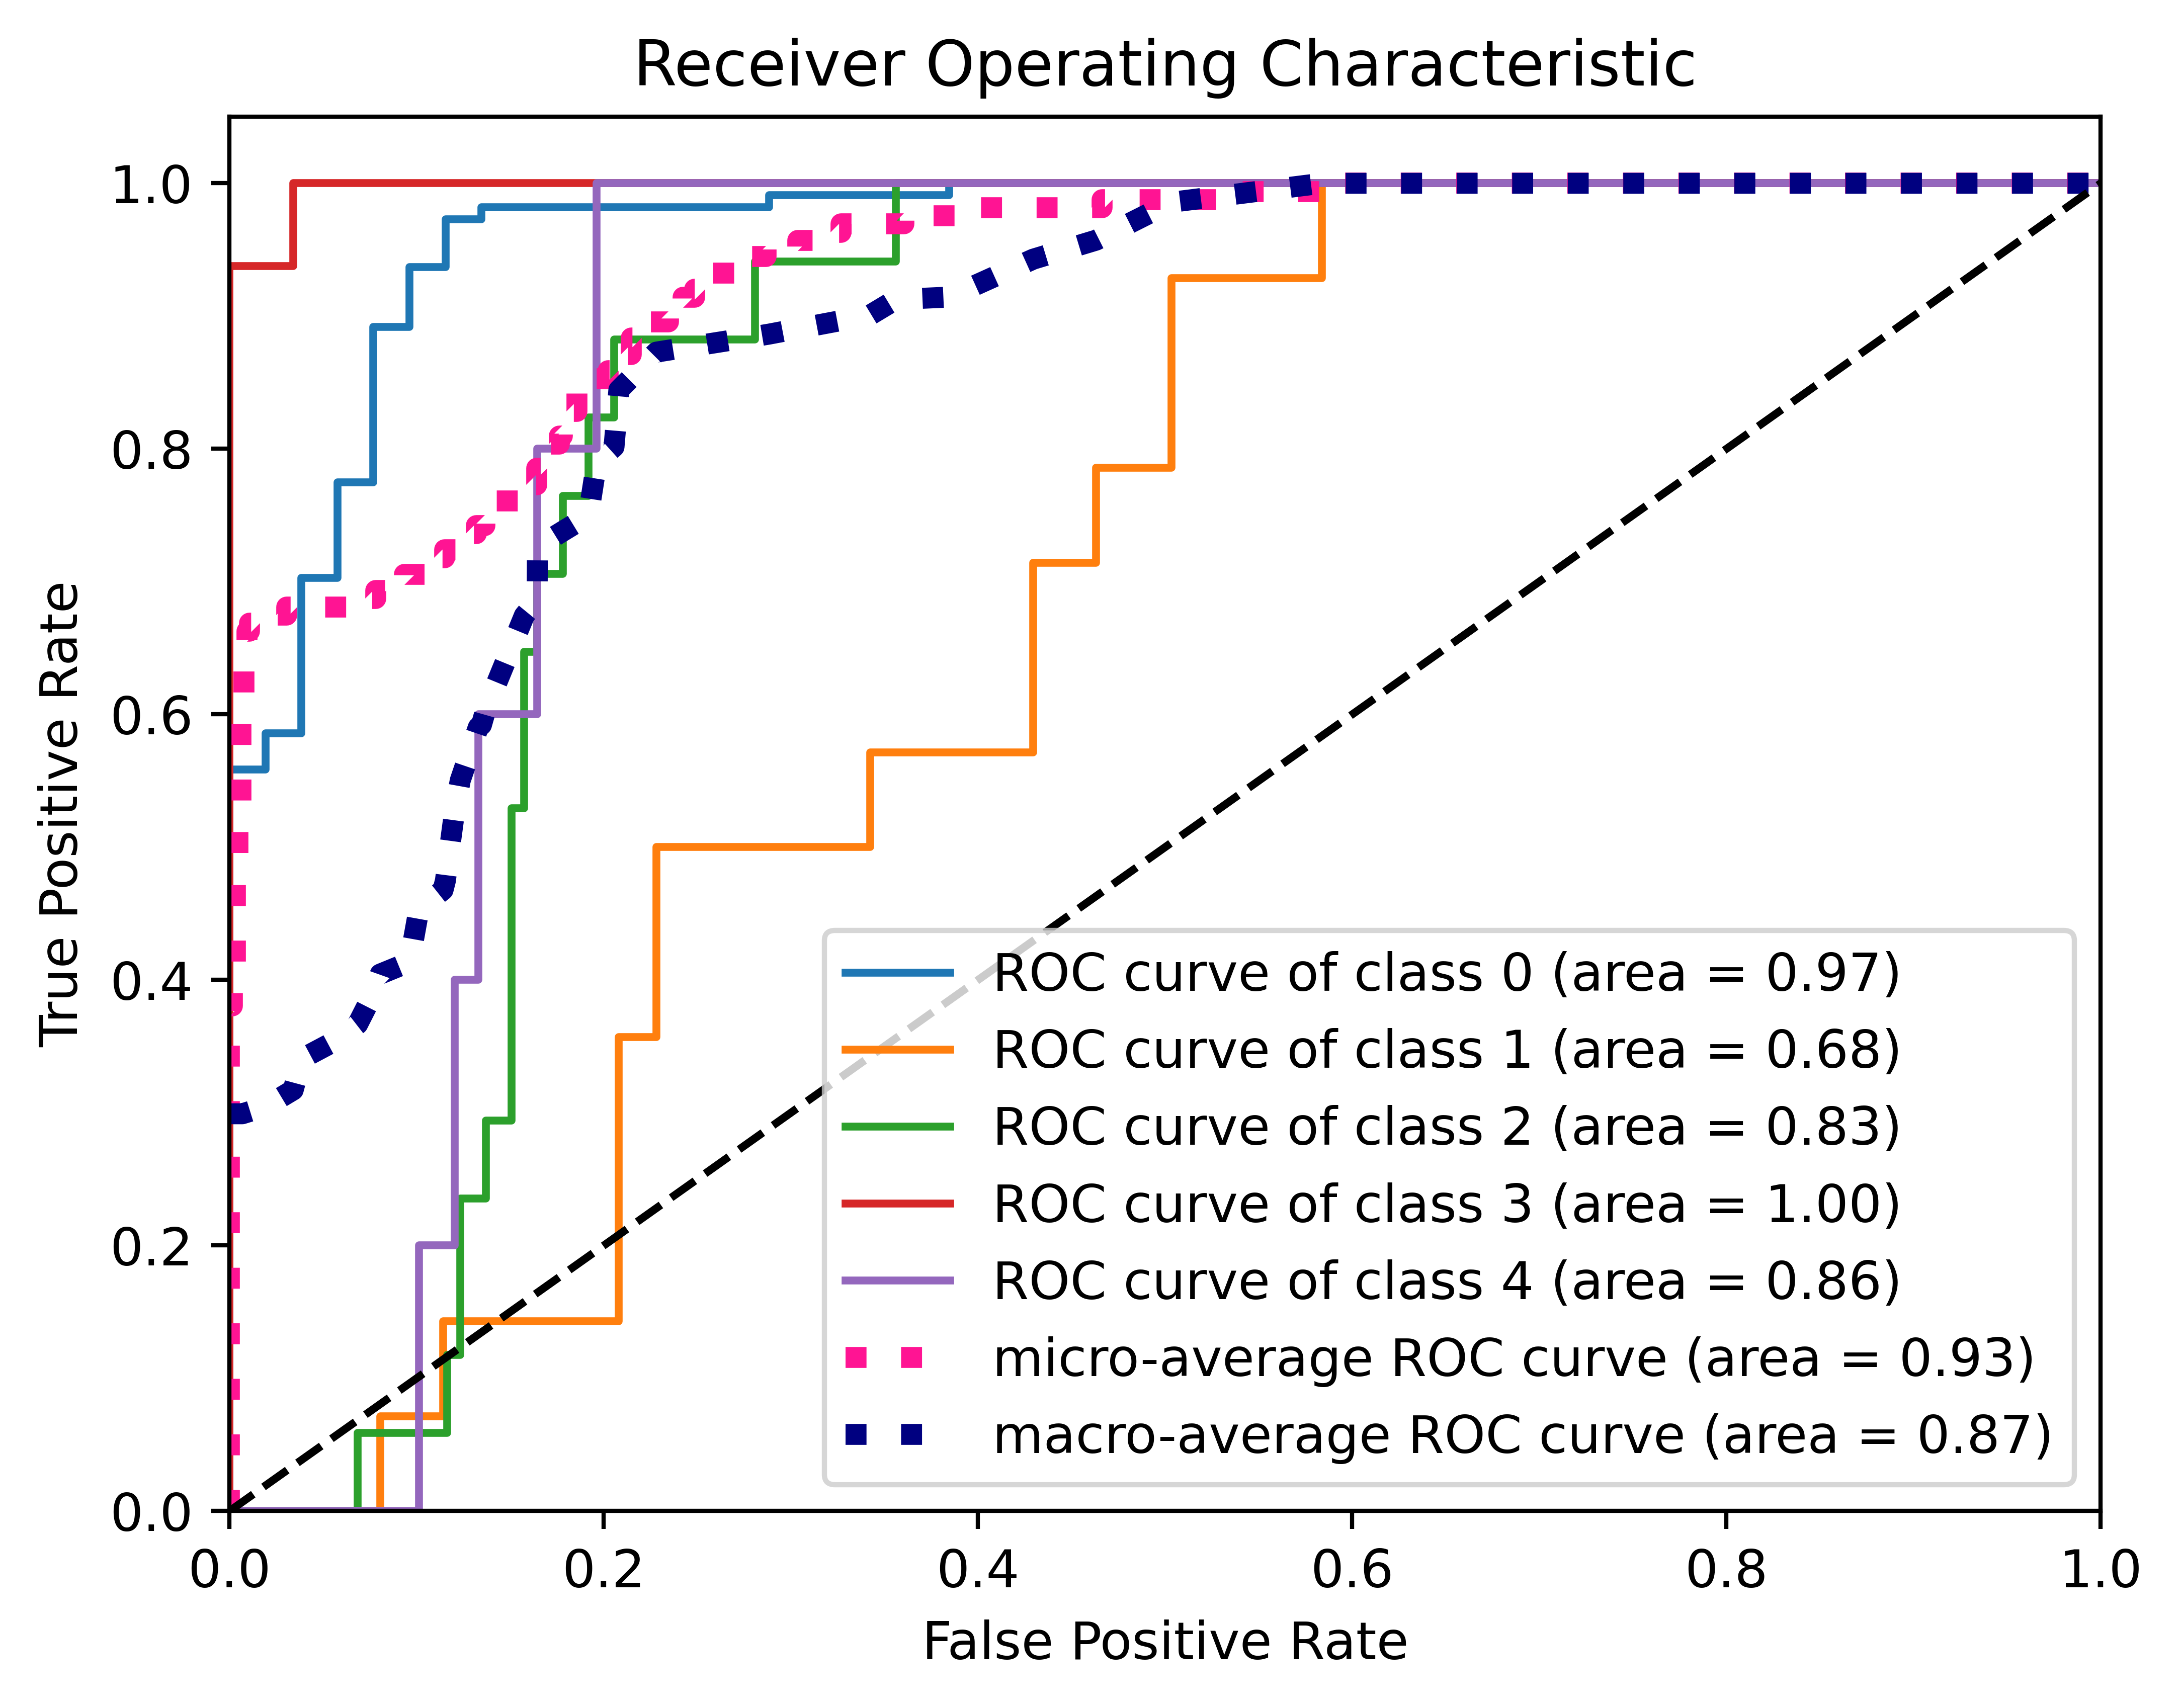 Receiver Operating Characteristic
1.0
0.8
0.6
0.4
0.2
0.0
True Positive Rate
ROC curve of class 0 (area = 0.97)
ROC curve of class 1 (area = 0.68)
ROC curve of class 2 (area = 0.83)
ROC curve of class 3 (area = 1.00)
ROC curve of class 4 (area = 0.86)
micro-average ROC curve (area = 0.93)
macro-average ROC curve (area = 0.87)
0.0 0.2 0.4 0.6 0.8 1.0
False Positive Rate